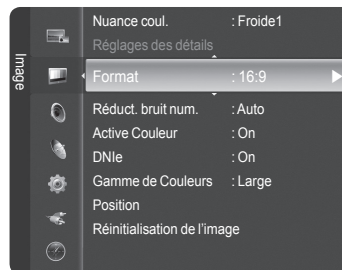 Image
Nuance coul. : Froide1
Réglages des détails
Format : 16:9
Réduct. bruit num. : Auto
Active Couleur : On
DNIe : On
Gamme de Couleurs : Large
Position
Réinitialisation de l'image